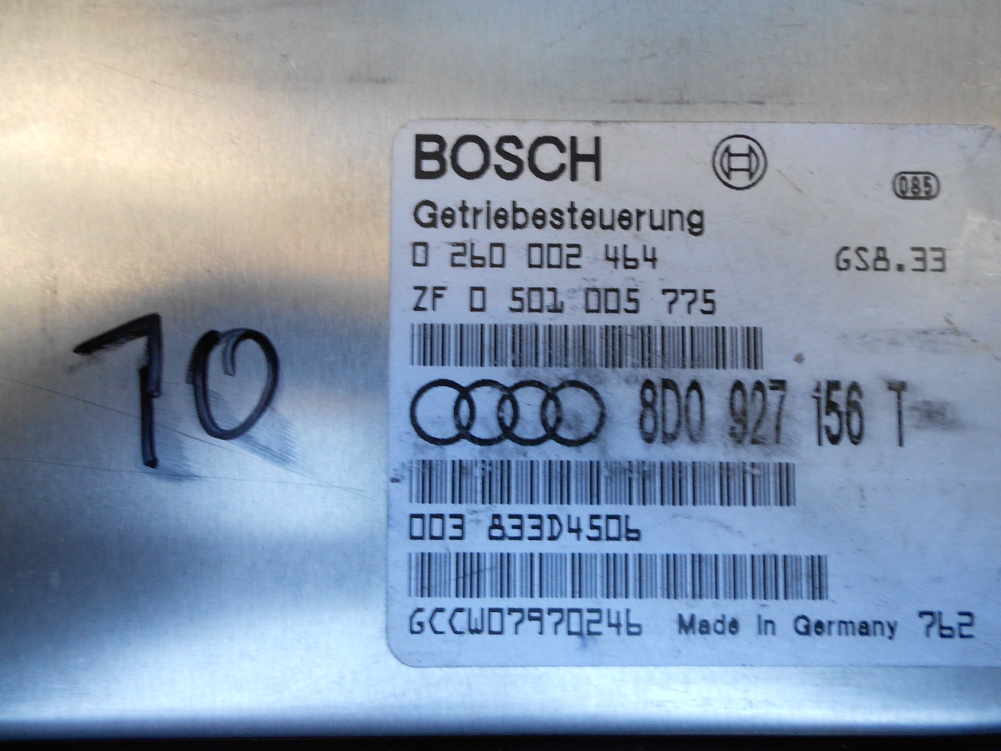 BOSCH
085
Getriebesteuerung
0 260 002 464 GS8.33
ZF 0 501 005 775
8D0 927 156 T
003 833D4506
GCCW07970246 Made in Germany 762
10